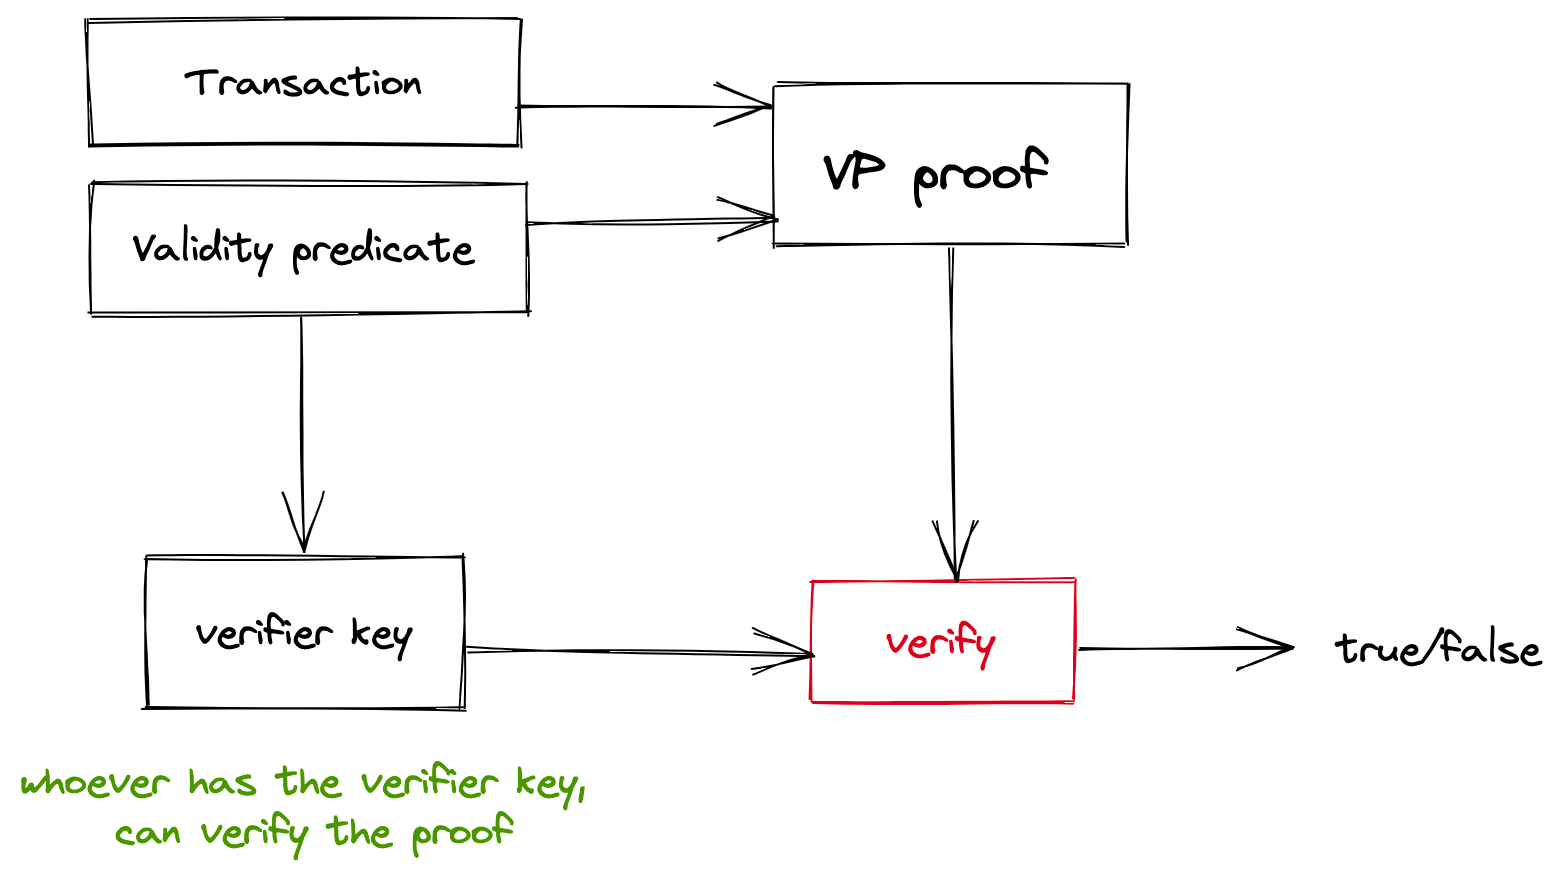 Transaction
VP proof
Validity predicate
verifier key
verify
true/false
whoever has the verifier key,
can verify the proof